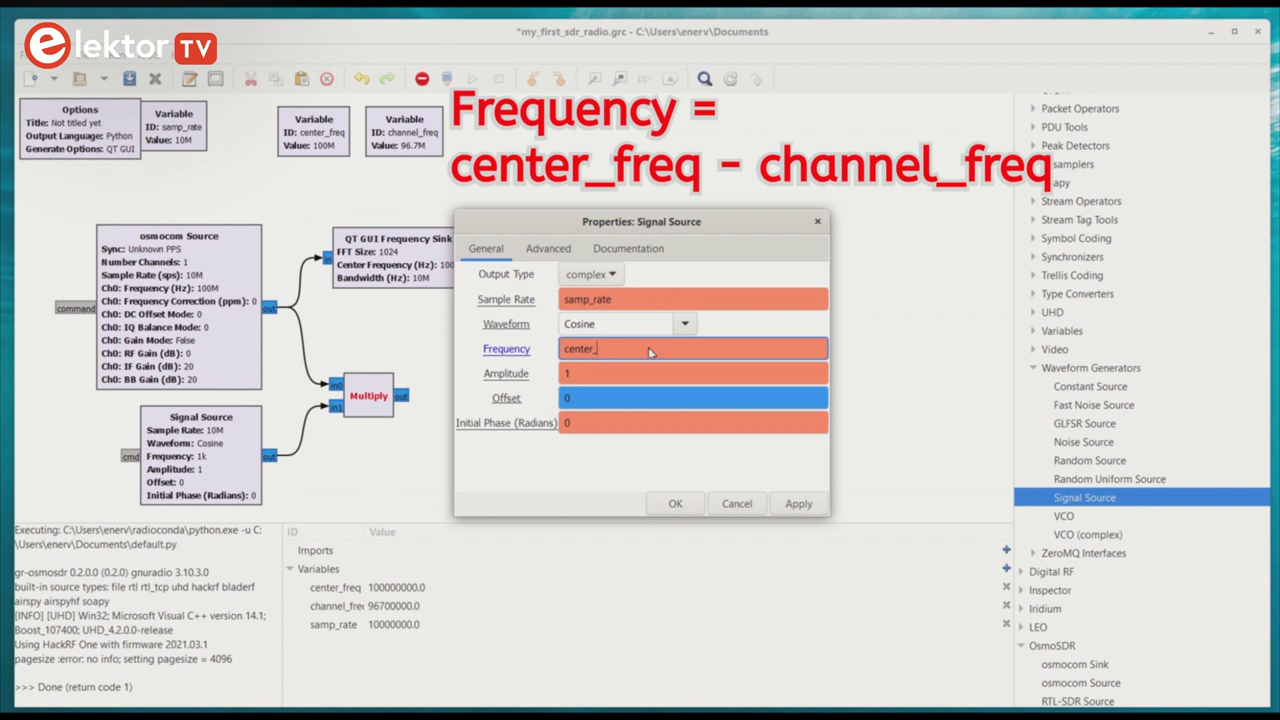 elektor TV
*my_first_sdr_radio.grc - C:\Users\enerv\Documents
Frequency =
center_freq - channel_freq
Options
Title: Not titled yet
Output Language: Python
Generate Options: QT GUI
Variable
ID: samp_rate
Value: 10M
Variable
ID: center_freq
Value: 100M
Variable
ID: channel_freq
Value: 96.7M
osmocom Source
Sync: Unknown PPS
Number Channels: 1
Sample Rate (sps): 10M
Ch0: Frequency (Hz): 100M
Ch0: Frequency Correction (ppm): 0
Ch0: DC Offset Mode: 0
Ch0: IQ Balance Mode: 0
Ch0: Gain Mode: False
Ch0: RF Gain (dB): 0
Ch0: IF Gain (dB): 20
Ch0: BB Gain (dB): 20
command
out
QT GUI Frequency Sink
FFT Size: 1024
Center Frequency (Hz): 100
Bandwidth (Hz): 10M
in
Signal Source
Sample Rate: 10M
Waveform: Cosine
Frequency: 1k
Amplitude: 1
Offset: 0
Initial Phase (Radians): 0
cmd
out
in0
in1
Multiply
out
Properties: Signal Source
General
Advanced
Documentation
Output Type
complex
Sample Rate
samp_rate
Waveform
Cosine
Frequency
center_
Amplitude
1
Offset
0
Initial Phase (Radians)
0
OK
Cancel
Apply
Packet Operators
PDU Tools
Peak Detectors
samplers
apy
Stream Operators
Stream Tag Tools
Symbol Coding
Synchronizers
Trellis Coding
Type Converters
UHD
Variables
Video
Waveform Generators
Constant Source
Fast Noise Source
GLFSR Source
Noise Source
Random Source
Random Uniform Source
Signal Source
VCO
VCO (complex)
ZeroMQ Interfaces
Digital RF
Inspector
Iridium
LEO
OsmoSDR
osmocom Sink
osmocom Source
RTL-SDR Source
Executing: C:\Users\enerv\radioconda\python.exe -u C:
\Users\enerv\Documents\default.py
gr-osmosdr 0.2.0.0 (0.2.0) gnuradio 3.10.3.0
built-in source types: file rtl rtl_tcp uhd hackrf bladerf
airspy airspyhf soapy
[INFO] [UHD] Win32; Microsoft Visual C++ version 14.1;
Boost_107400; UHD_4.2.0.0-release
Using HackRF One with firmware 2021.03.1
pagesize :error: no info; setting pagesize = 4096
>>> Done (return code 1)
ID
Value
Imports
Variables
center_freq
100000000.0
channel_fre
96700000.0
samp_rate
10000000.0